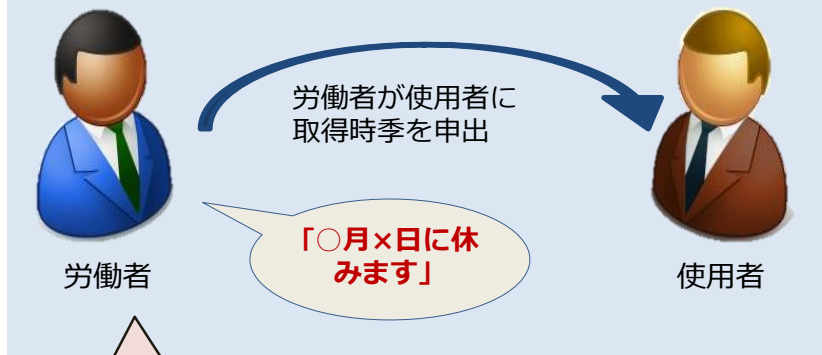 労働者が使用者に
取得時季を申出
「○月×日に休
みます」
労働者
使用者